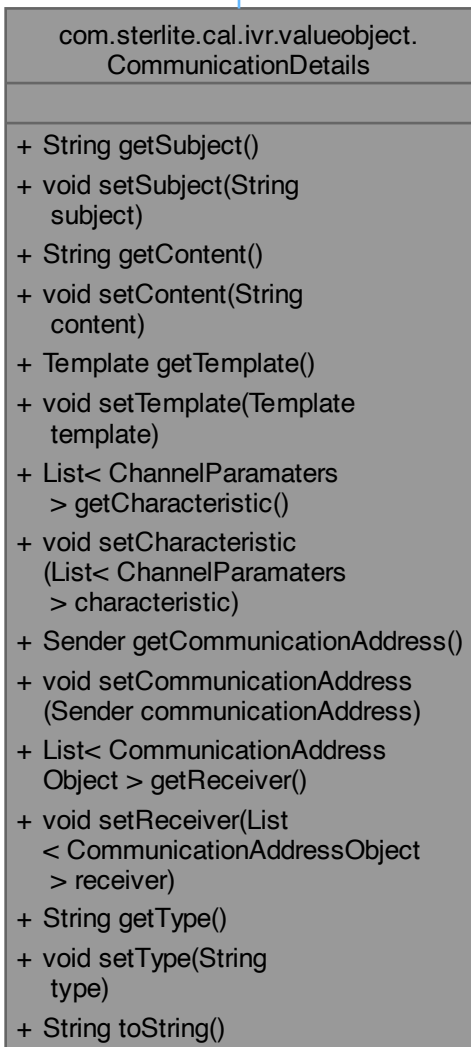 com.sterlite.cal.ivr.valueobject.
CommunicationDetails
+ String getSubject()
+ void setSubject(String
subject)
+ String getContent()
+ void setContent(String
content)
+ Template getTemplate()
+ void setTemplate(Template
template)
+ List< ChannelParamaters
> getCharacteristic()
+ void setCharacteristic
(List< ChannelParamaters
> characteristic)
+ Sender getCommunicationAddress()
+ void setCommunicationAddress
(Sender communicationAddress)
+ List< CommunicationAddress
Object > getReceiver()
+ void setReceiver(List
< CommunicationAddressObject
> receiver)
+ String getType()
+ void setType(String
type)
+ String toString()